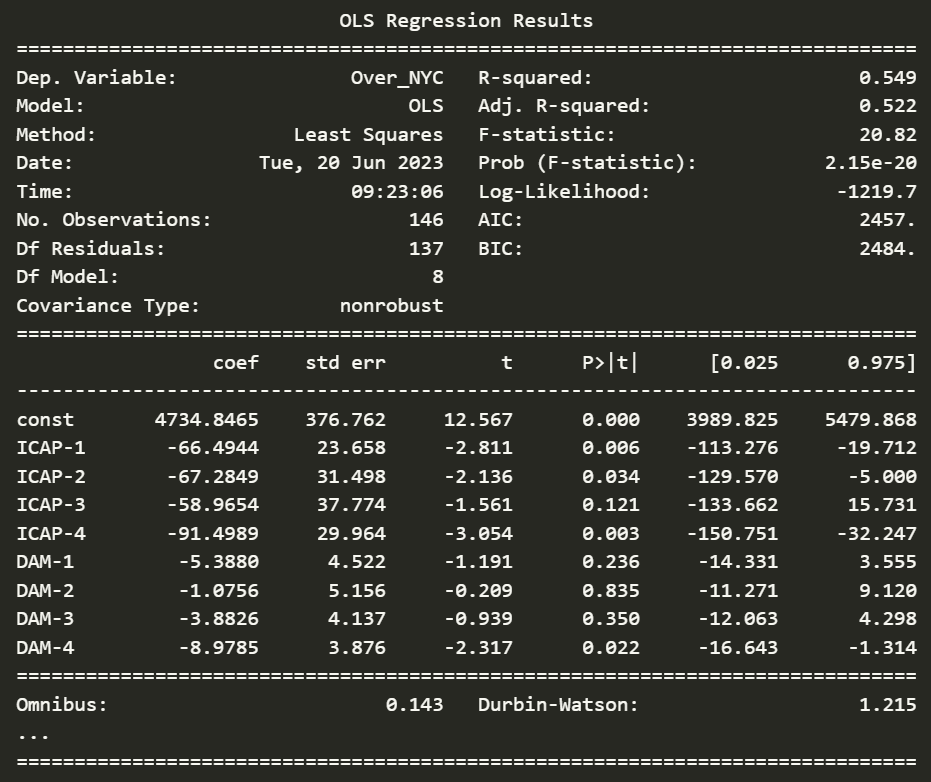 OLS Regression Results
==============================================================================
Dep. Variable:               Over_NYC   R-squared:                       0.549
Model:                            OLS   Adj. R-squared:                  0.522
Method:                 Least Squares   F-statistic:                     20.82
Date:                Tue, 20 Jun 2023   Prob (F-statistic):           2.15e-20
Time:                        09:23:06   Log-Likelihood:                -1219.7
No. Observations:                 146   AIC:                             2457.
Df Residuals:                     137   BIC:                             2484.
Df Model:                           8
Covariance Type:            nonrobust
==============================================================================
                 coef    std err          t      P>|t|      [0.025      0.975]
------------------------------------------------------------------------------
const       4734.8465    376.762     12.567      0.000    3989.825    5479.868
ICAP-1       -66.4944     23.658     -2.811      0.006    -113.276     -19.712
ICAP-2       -67.2849     31.498     -2.136      0.034    -129.570      -5.000
ICAP-3       -58.9654     37.774     -1.561      0.121    -133.662      15.731
ICAP-4       -91.4989     29.964     -3.054      0.003    -150.751     -32.247
DAM-1         -5.3880      4.522     -1.191      0.236     -14.331       3.555
DAM-2         -1.0756      5.156     -0.209      0.835     -11.271       9.120
DAM-3         -3.8826      4.137     -0.939      0.350     -12.063       4.298
DAM-4         -8.9785      3.876     -2.317      0.022     -16.643      -1.314
==============================================================================
Omnibus:                        0.143   Durbin-Watson:                   1.215
...
==============================================================================